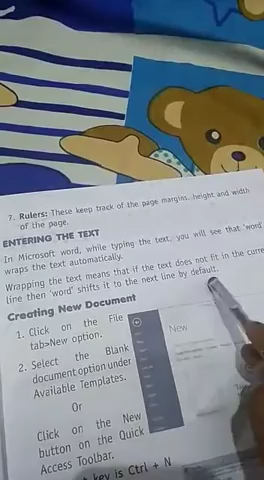 7. Rulers: These keep track of the page margins, height and width
of the page.
ENTERING THE TEXT
In Microsoft word, while typing the text, you will see that 'word'
wraps the text automatically.
Wrapping the text means that if the text does not fit in the curre
line then 'word' shifts it to the next line by default.
Creating New Document
1. Click on the File
tab>New option.
2. Select the Blank
document option under
Available Templates.
Or
Click on the New
button on the Quick
Access Toolbar.
key is Ctrl + N
New